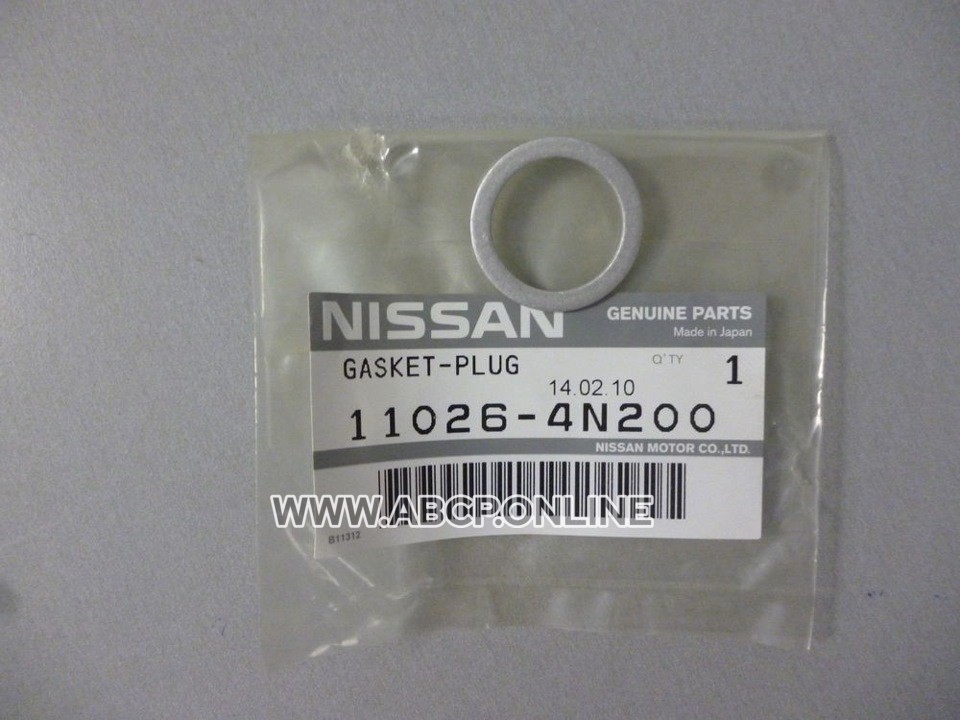 NISSAN
GENUINE PARTS
Made in Japan
GASKET-PLUG
Q'TY
1
14.02.10
11026-4N200
NISSAN MOTOR CO.,LTD.
WWW.ABCP.ONLINE
B11312